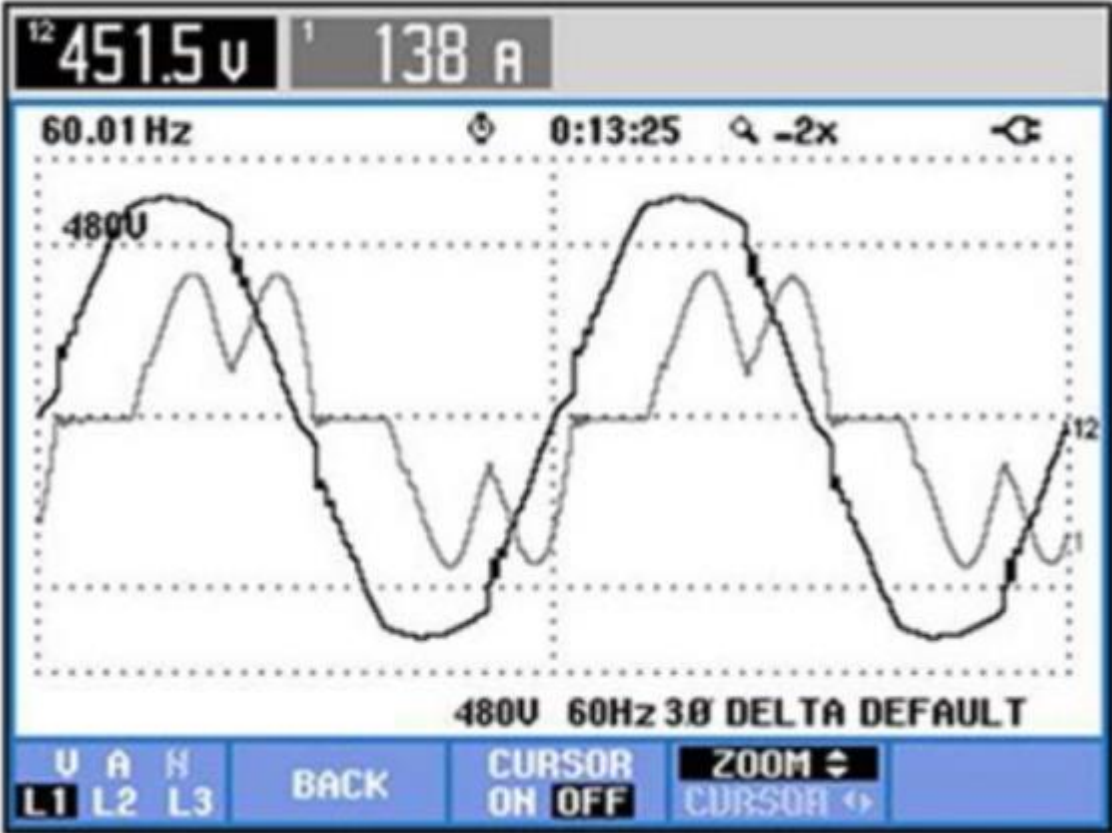 12 451.5 V 1 138 A
60.01 Hz 0:13:25 -2x
480V
12
1
480V 60Hz 3Ø DELTA DEFAULT
V A N
L1 L2 L3
BACK
CURSOR
ON OFF
ZOOM
CURSOR